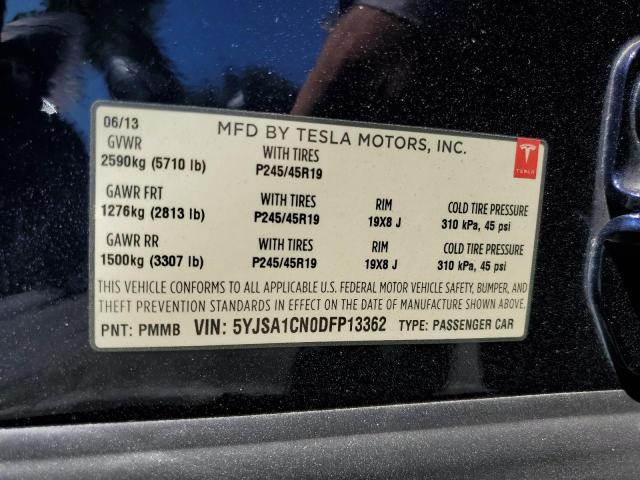 06/13 MFD BY TESLA MOTORS, INC.
GVWR WITH TIRES
2590kg (5710 lb) P245/45R19
TESLA
GAWR FRT WITH TIRES RIM COLD TIRE PRESSURE
1276kg (2813 lb) P245/45R19 19X8 J 310 kPa, 45 psi
GAWR RR WITH TIRES RIM COLD TIRE PRESSURE
1500kg (3307 lb) P245/45R19 19X8 J 310 kPa, 45 psi
THIS VEHICLE CONFORMS TO ALL APPLICABLE U.S. FEDERAL MOTOR VEHICLE SAFETY, BUMPER, AND
THEFT PREVENTION STANDARDS IN EFFECT ON THE DATE OF MANUFACTURE SHOWN ABOVE.
PNT: PMMB VIN: 5YJSA1CN0DFP13362 TYPE: PASSENGER CAR